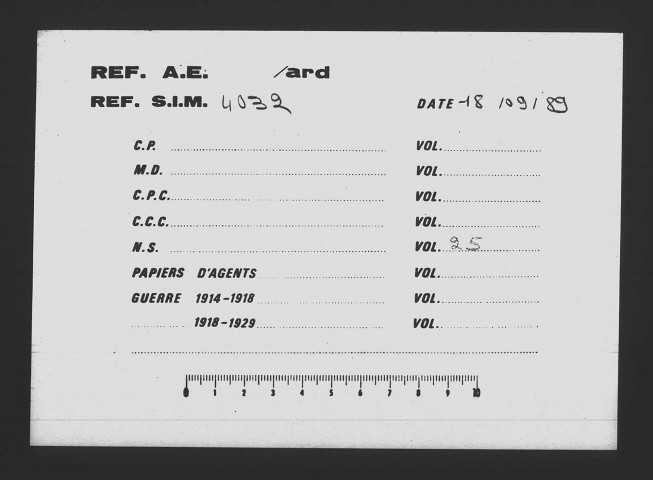 REF. A.E. /ard
REF. S.I.M. 4032 DATE 18 /09/ 89
C.P. VOL.
M.D. VOL.
C.P.C. VOL.
C.C.C. VOL.
N.S. VOL. 25
PAPIERS D'AGENTS VOL.
GUERRE 1914-1918 VOL.
1918-1929 VOL.
0 1 2 3 4 5 6 7 8 9 10